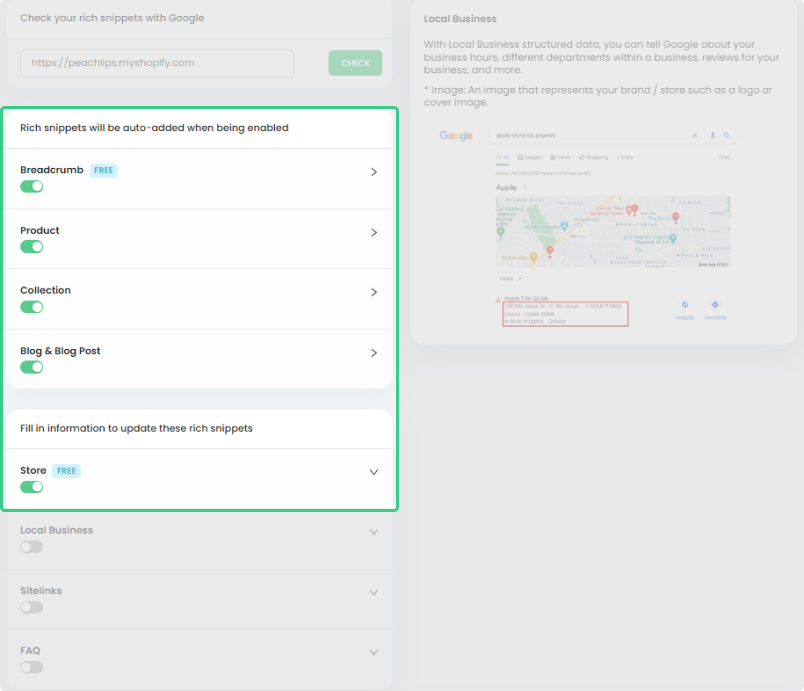 Check your rich snippets with Google
https://peachlips.myshopify.com
CHECK
Rich snippets will be auto-added when being enabled
Breadcrumb FREE
Product
Collection
Blog & Blog Post
Fill in information to update these rich snippets
Store FREE
Local Business
Sitelinks
FAQ
Local Business
With Local Business structured data, you can tell Google about your
business hours, different departments within a business, reviews for your
business, and more.
* Image: An image that represents your brand / store such as a logo or
cover image.
Google
apple store los angeles
All Images News Shopping More Tools
Apple
Hours
Apple The Grove